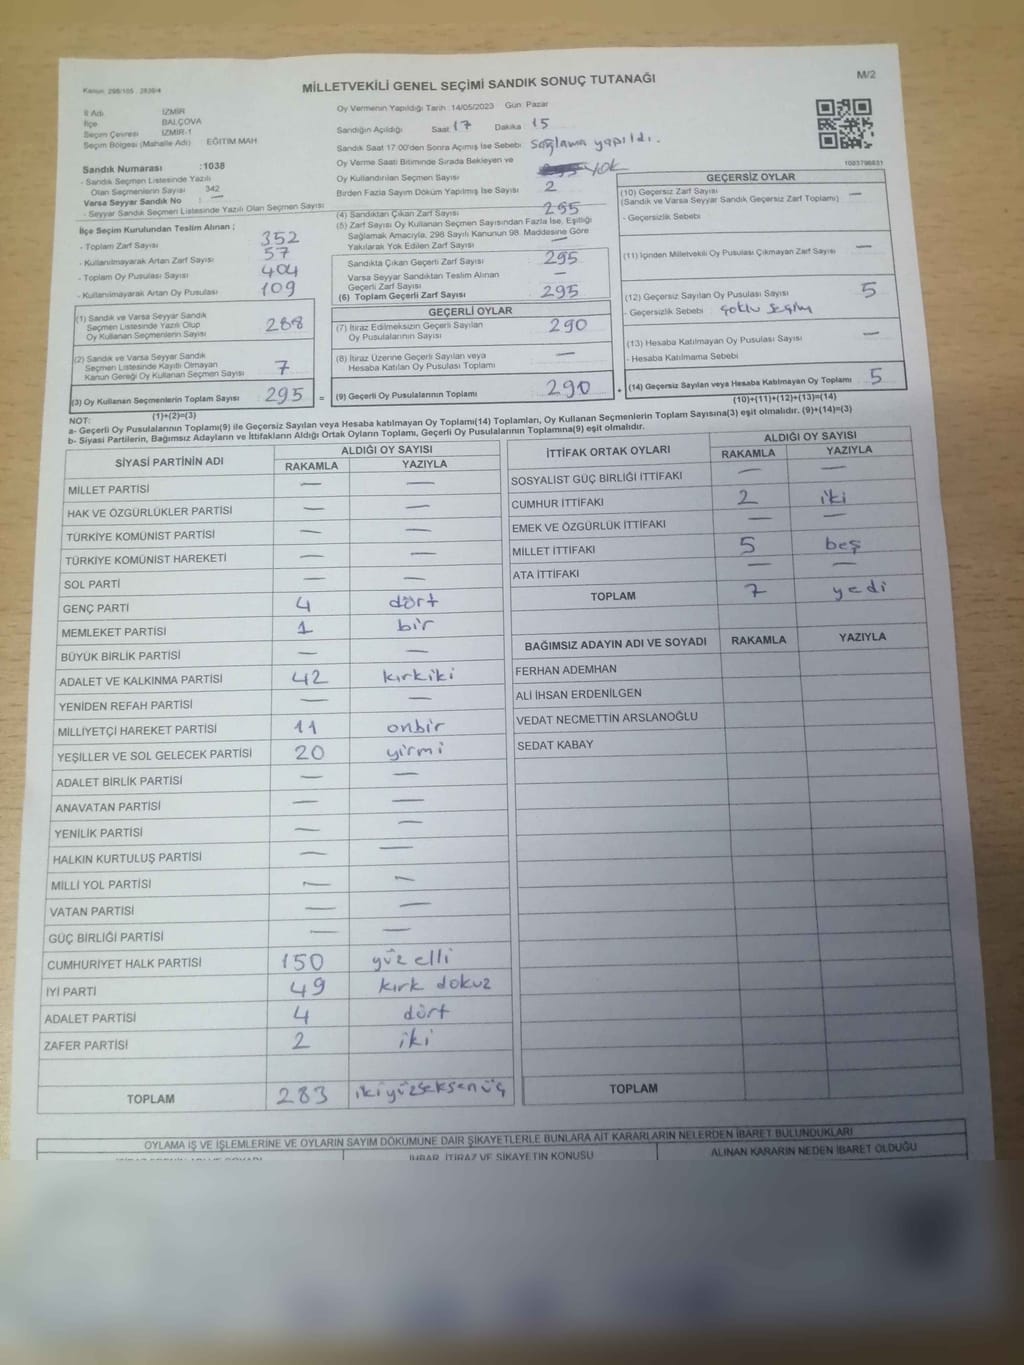 Kanun: 298/105 , 2839/4
MİLLETVEKİLİ GENEL SEÇİMİ SANDIK SONUÇ TUTANAĞI
M/2
İl Adı İZMİR
İlçe BALÇOVA
Seçim Çevresi İZMİR-1
Seçim Bölgesi (Mahalle Adı) EĞİTİM MAH
Sandık Numarası :1038
- Sandık Seçmen Listesinde Yazılı
Olan Seçmenlerin Sayısı 342
Varsa Seyyar Sandık No : —
- Seyyar Sandık Seçmen Listesinde Yazılı Olan Seçmen Sayısı
Oy Vermenin Yapıldığı Tarih : 14/05/2023 Gün: Pazar
Sandığın Açıldığı Saat 17 Dakika 15
Sandık Saat 17:00'den Sonra Açımış İse Sebebi Sağlama yapıldı.
Oy Verme Saati Bitiminde Sırada Bekleyen ve
Oy Kullandırılan Seçmen Sayısı YOK
Birden Fazla Sayım Döküm Yapılmış İse Sayısı 2
1083796831
İlçe Seçim Kurulundan Teslim Alınan ;
- Toplam Zarf Sayısı 352
- Kullanılmayarak Artan Zarf Sayısı 57
- Toplam Oy Pusulası Sayısı 404
- Kullanılmayarak Artan Oy Pusulası 109
(1) Sandık ve Varsa Seyyar Sandık
Seçmen Listesinde Yazılı Olup
Oy Kullanan Seçmenlerin Sayısı 288
(2) Sandık ve Varsa Seyyar Sandık
Seçmen Listesinde Kayıtlı Olmayan
Kanun Gereği Oy Kullanan Seçmen Sayısı 7
(3) Oy Kullanan Seçmenlerin Toplam Sayısı 295 =
(1)+(2)=(3)
(4) Sandıktan Çıkan Zarf Sayısı 295
(5) Zarf Sayısı Oy Kullanan Seçmen Sayısından Fazla İse, Eşitliği
Sağlamak Amacıyla, 298 Sayılı Kanunun 98. Maddesine Göre
Yakılarak Yok Edilen Zarf Sayısı —
Sandıkta Çıkan Geçerli Zarf Sayısı 295
Varsa Seyyar Sandıktan Teslim Alınan
Geçerli Zarf Sayısı —
(6) Toplam Geçerli Zarf Sayısı 295
GEÇERLİ OYLAR
(7) İtiraz Edilmeksizin Geçerli Sayılan
Oy Pusulalarının Sayısı 290
(8) İtiraz Üzerine Geçerli Sayılan veya
Hesaba Katılan Oy Pusulası Toplamı —
(9) Geçerli Oy Pusulalarının Toplamı 290 +
GEÇERSİZ OYLAR
(10) Geçersiz Zarf Sayısı —
(Sandık ve Varsa Seyyar Sandık Geçersiz Zarf Toplamı)
- Geçersizlik Sebebi
(11) İçinden Milletvekili Oy Pusulası Çıkmayan Zarf Sayısı —
(12) Geçersiz Sayılan Oy Pusulası Sayısı 5
- Geçersizlik Sebebi Çoklu Seçim
(13) Hesaba Katılmayan Oy Pusulası Sayısı —
- Hesaba Katılmama Sebebi
(14) Geçersiz Sayılan veya Hesaba Katılmayan Oy Toplamı 5
(10)+(11)+(12)+(13)=(14)
NOT:
a- Geçerli Oy Pusulalarının Toplamı(9) ile Geçersiz Sayılan veya Hesaba katılmayan Oy Toplamı(14) Toplamları, Oy Kullanan Seçmenlerin Toplam Sayısına(3) eşit olmalıdır. (9)+(14)=(3)
b- Siyasi Partilerin, Bağımsız Adayların ve İttifakların Aldığı Ortak Oyların Toplamı, Geçerli Oy Pusulalarının Toplamına(9) eşit olmalıdır.
SİYASİ PARTİNİN ADI ALDIĞI OY SAYISI
RAKAMLA YAZIYLA
MİLLET PARTİSİ — —
HAK VE ÖZGÜRLÜKLER PARTİSİ — —
TÜRKİYE KOMÜNİST PARTİSİ — —
TÜRKİYE KOMÜNİST HAREKETİ — —
SOL PARTİ — —
GENÇ PARTİ 4 dört
MEMLEKET PARTİSİ 1 bir
BÜYÜK BİRLİK PARTİSİ — —
ADALET VE KALKINMA PARTİSİ 42 kırkiki
YENİDEN REFAH PARTİSİ — —
MİLLİYETÇİ HAREKET PARTİSİ 11 onbir
YEŞİLLER VE SOL GELECEK PARTİSİ 20 yirmi
ADALET BİRLİK PARTİSİ — —
ANAVATAN PARTİSİ — —
YENİLİK PARTİSİ — —
HALKIN KURTULUŞ PARTİSİ — —
MİLLİ YOL PARTİSİ — —
VATAN PARTİSİ — —
GÜÇ BİRLİĞİ PARTİSİ — —
CUMHURİYET HALK PARTİSİ 150 yüz elli
İYİ PARTİ 49 kırk dokuz
ADALET PARTİSİ 4 dört
ZAFER PARTİSİ 2 iki
TOPLAM 283 ikiyüzseksenüç
İTTİFAK ORTAK OYLARI ALDIĞI OY SAYISI
RAKAMLA YAZIYLA
SOSYALİST GÜÇ BİRLİĞİ İTTİFAKI — —
CUMHUR İTTİFAKI 2 iki
EMEK VE ÖZGÜRLÜK İTTİFAKI — —
MİLLET İTTİFAKI 5 beş
ATA İTTİFAKI — —
TOPLAM 7 yedi
BAĞIMSIZ ADAYIN ADI VE SOYADI RAKAMLA YAZIYLA
FERHAN ADEMHAN
ALİ İHSAN ERDENİLGEN
VEDAT NECMETTİN ARSLANOĞLU
SEDAT KABAY
TOPLAM
OYLAMA İŞ VE İŞLEMLERİNE VE OYLARIN SAYIM DÖKÜMÜNE DAİR ŞİKAYETLERLE BUNLARA AİT KARARLARIN NELERDEN İBARET BULUNDUKLARI
İHBAR, İTİRAZ VE ŞİKAYETİN KONUSU
ALINAN KARARIN NEDEN İBARET OLDUĞU